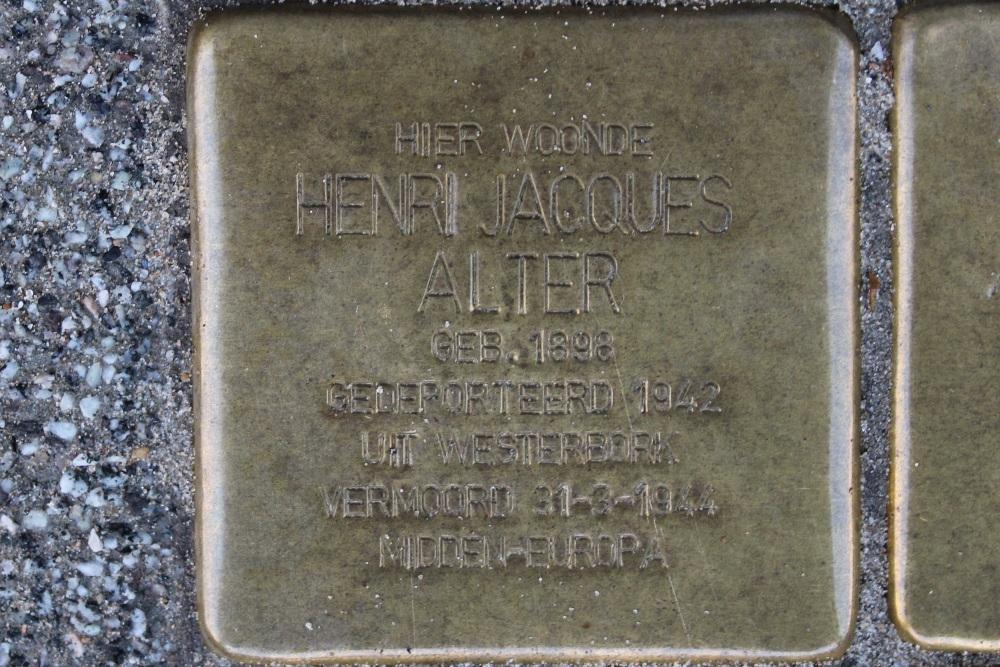 HIER WOONDE
HENRI JACQUES
ALTER
GEB. 1898
GEDEPORTEERD 1942
UIT WESTERBORK
VERMOORD 31-3-1944
MIDDEN-EUROPA